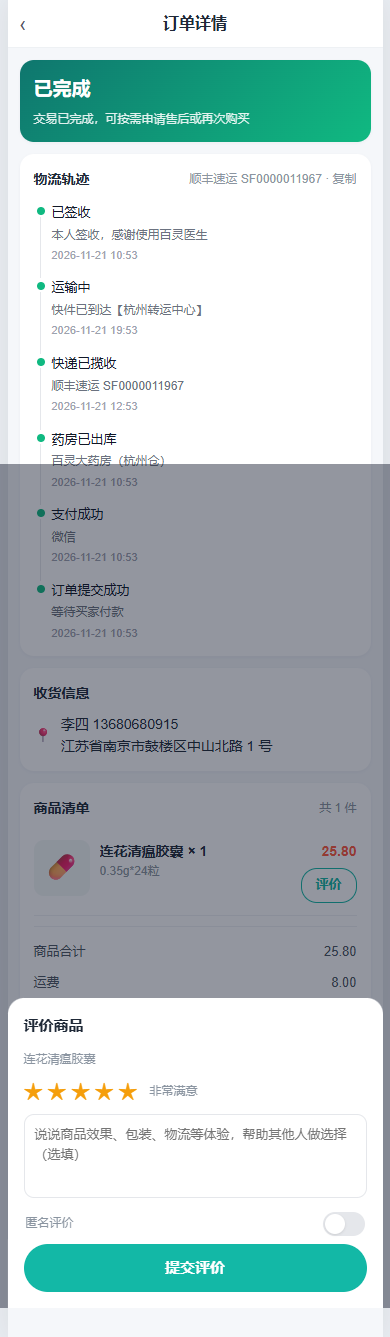 ‹ 订单详情
已完成
交易已完成，可按需申请售后或再次购买
物流轨迹 顺丰速运 SF0000011967 · 复制
已签收
本人签收，感谢使用百灵医生
2026-11-21 10:53
运输中
快件已到达【杭州转运中心】
2026-11-21 19:53
快递已揽收
顺丰速运 SF0000011967
2026-11-21 12:53
药房已出库
百灵大药房（杭州仓）
2026-11-21 10:53
支付成功
微信
2026-11-21 10:53
订单提交成功
等待买家付款
2026-11-21 10:53
收货信息
李四 13680680915
江苏省南京市鼓楼区中山北路 1 号
商品清单 共 1 件
连花清瘟胶囊 × 1 25.80
0.35g*24粒
评价
商品合计 25.80
运费 8.00
评价商品
连花清瘟胶囊
★★★★★ 非常满意
说说商品效果、包装、物流等体验，帮助其他人做选择
（选填）
匿名评价
提交评价